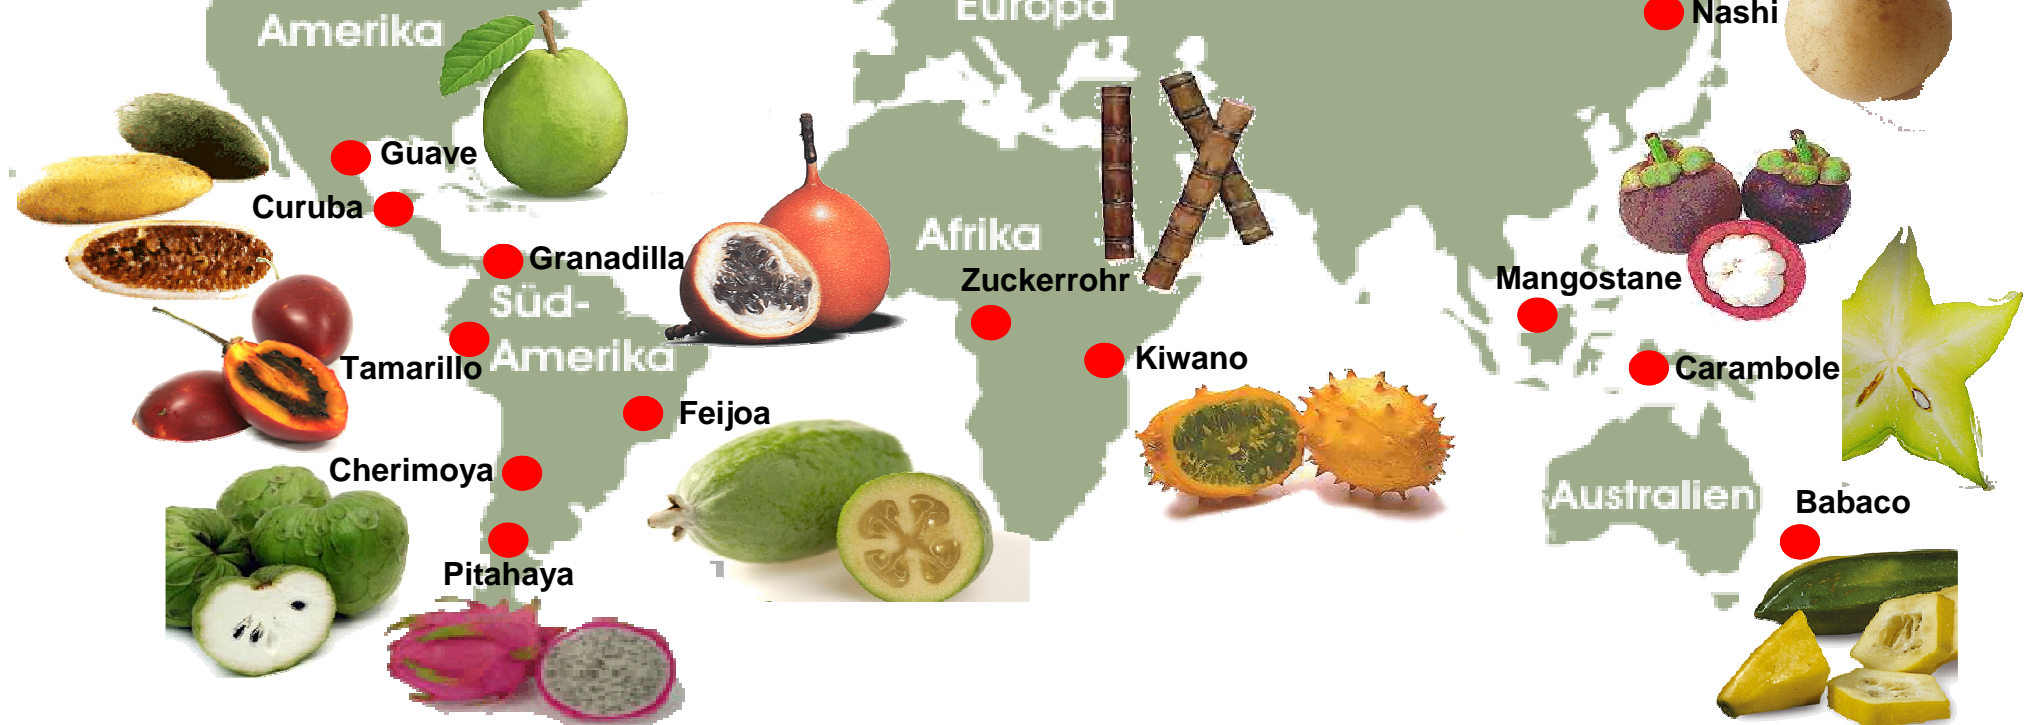 Amerika
Europa
Nashi
Guave
Curuba
Afrika
Granadilla
Süd-
Amerika
Zuckerrohr
Mangostane
Tamarillo
Kiwano
Carambole
Feijoa
Cherimoya
Australien
Babaco
Pitahaya